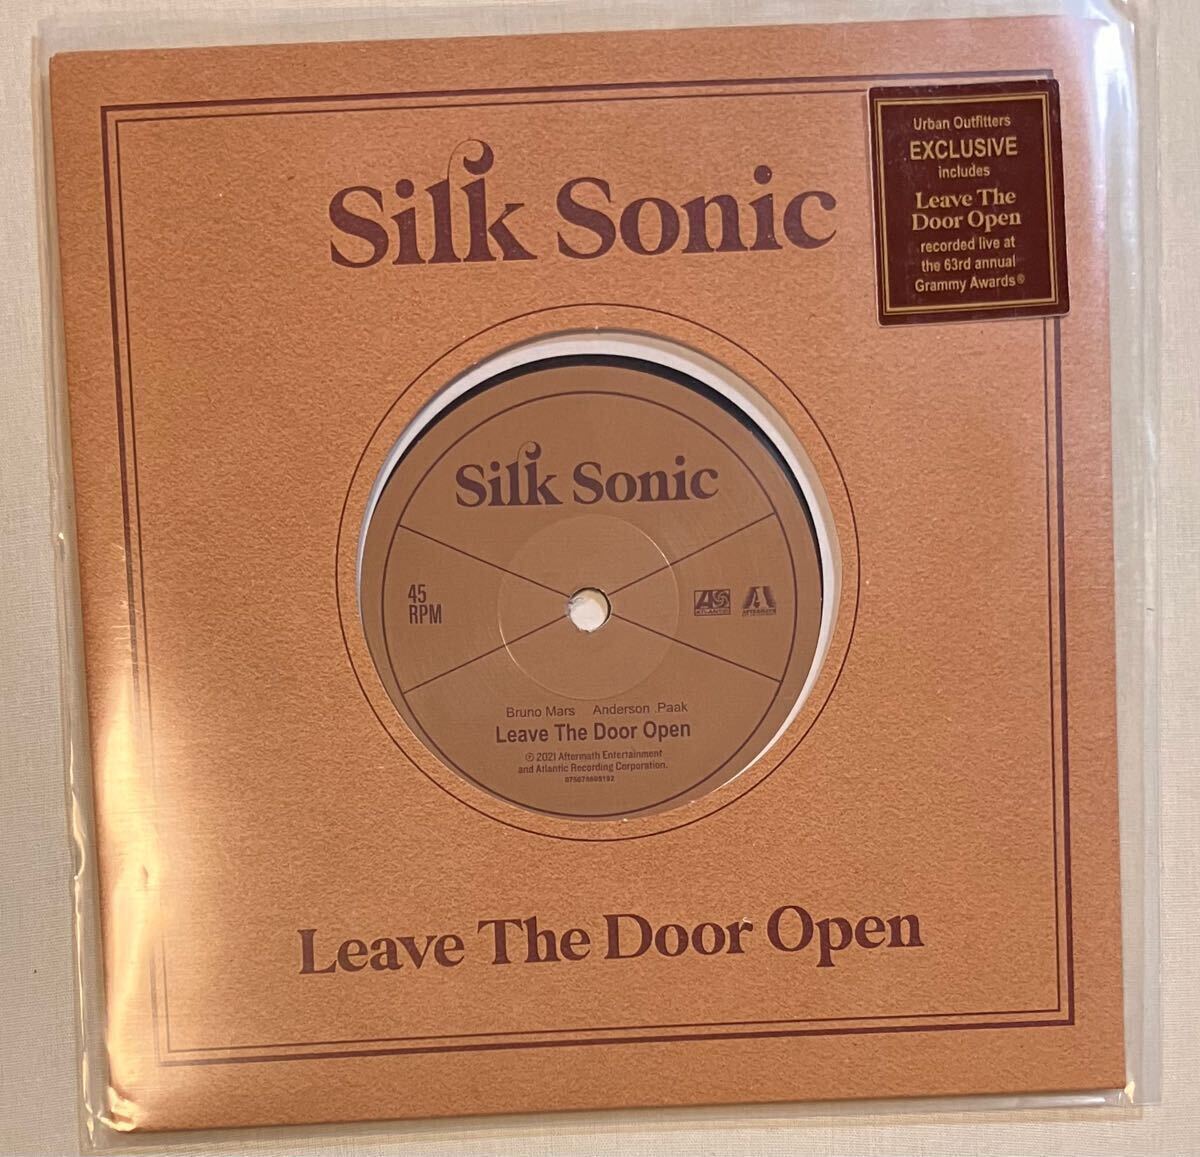 Silk Sonic
Urban Outfitters
EXCLUSIVE
includes
Leave The
Door Open
recorded live at
the 63rd annual
Grammy Awards®
Silk Sonic
45
RPM
ATLANTIC
AFTERMATH
Bruno Mars Anderson .Paak
Leave The Door Open
℗ 2021 Aftermath Entertainment
and Atlantic Recording Corporation.
Leave The Door Open